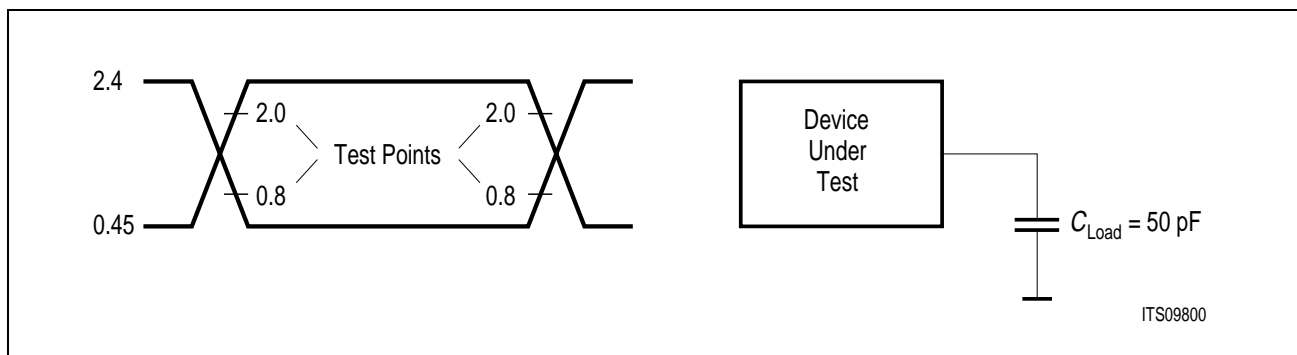 2.4
2.0
2.0
Test Points
0.8
0.8
0.45
Device
Under
Test
C Load = 50 pF
ITS09800